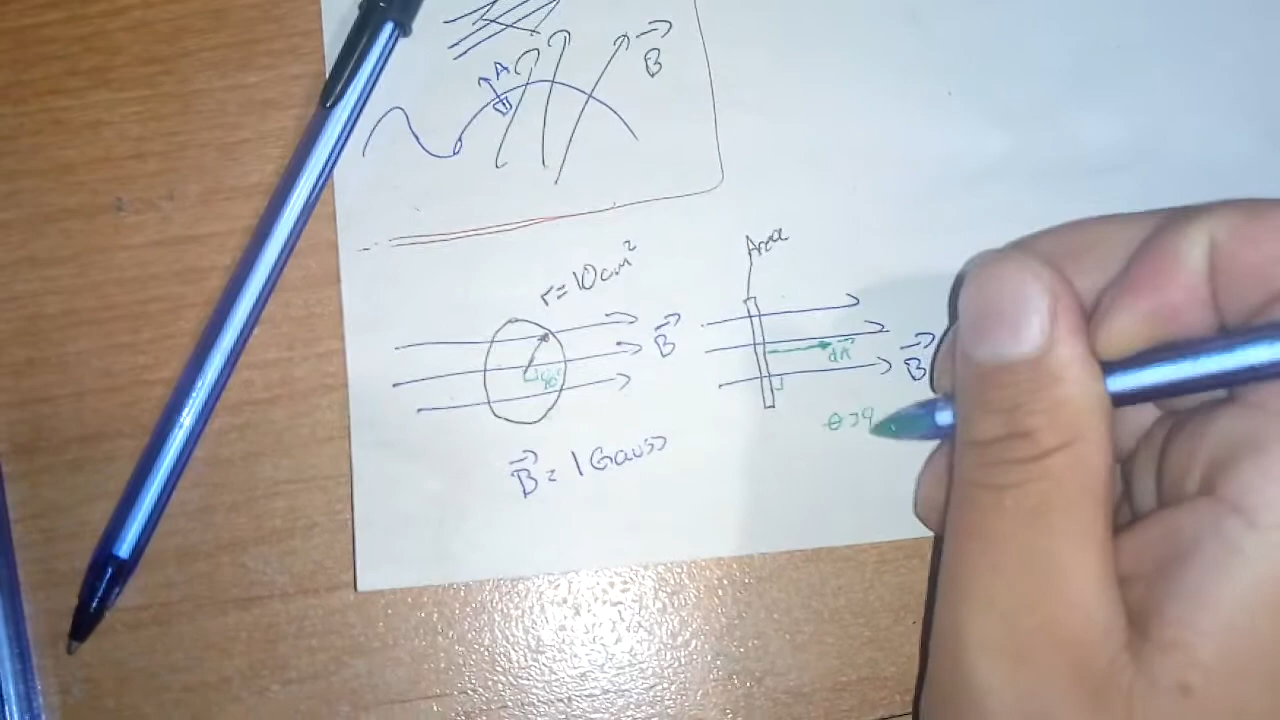 A
B
r=10cm²
B
90°
B = 1 Gauss
Area
dA
B
θ > 9